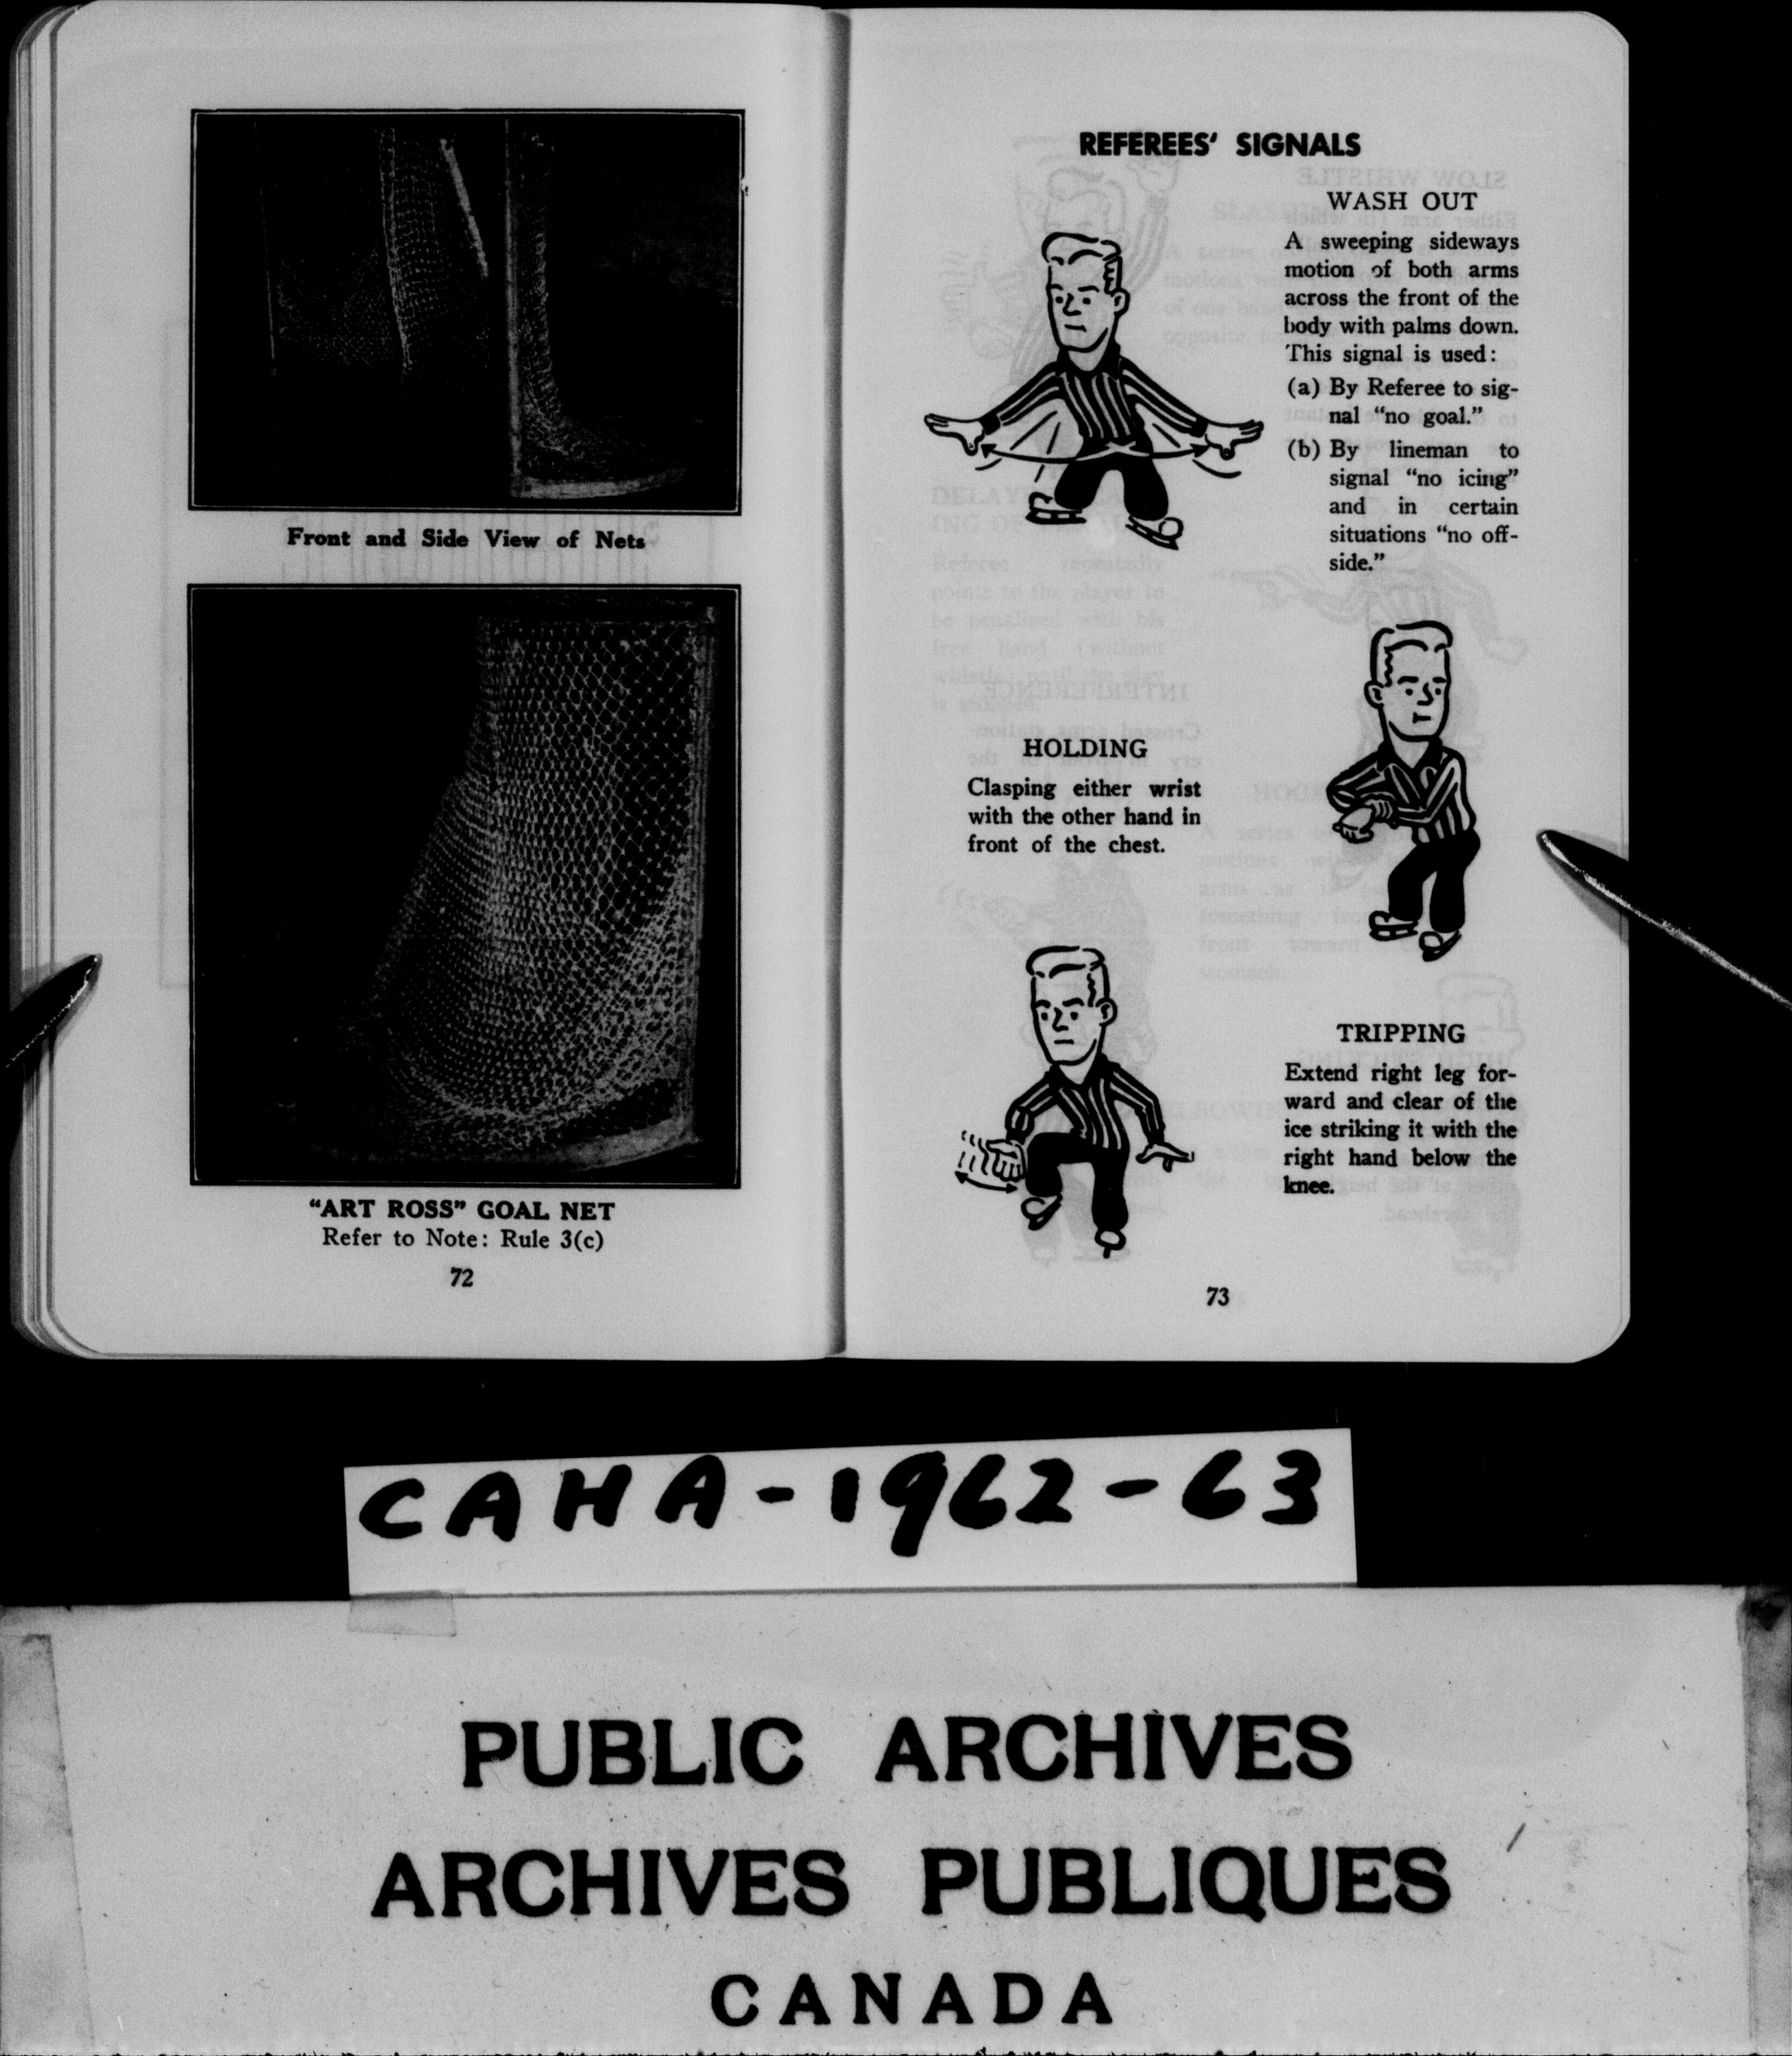 Front and Side View of Nets
"ART ROSS" GOAL NET
Refer to Note: Rule 3(c)
72
REFEREES' SIGNALS
WASH OUT
A sweeping sideways
motion of both arms
across the front of the
body with palms down.
This signal is used:
(a) By Referee to sig-
nal "no goal."
(b) By lineman to
signal "no icing"
and in certain
situations "no off-
side."
HOLDING
Clasping either wrist
with the other hand in
front of the chest.
TRIPPING
Extend right leg for-
ward and clear of the
ice striking it with the
right hand below the
knee.
73
CAHA-1962-63
PUBLIC ARCHIVES
ARCHIVES PUBLIQUES
CANADA